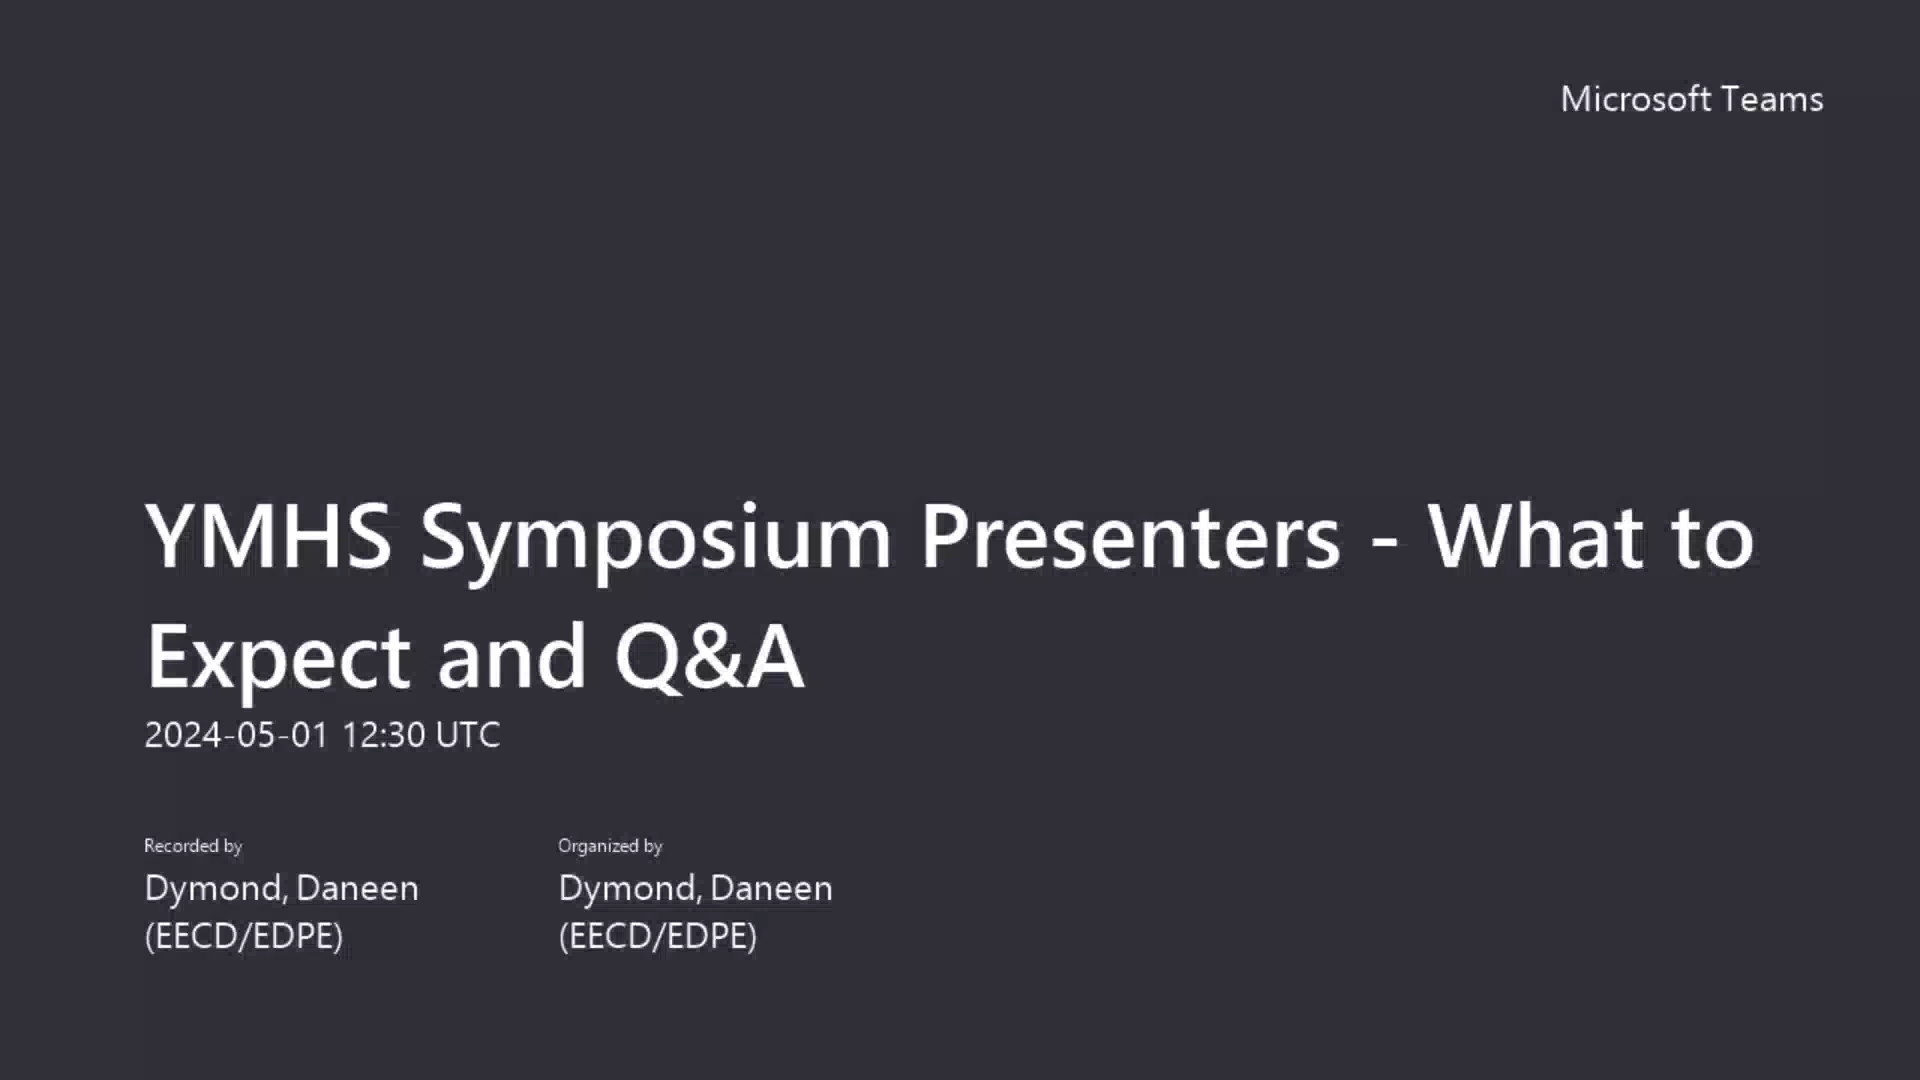 Microsoft Teams
YMHS Symposium Presenters - What to
Expect and Q&A
2024-05-01 12:30 UTC
Recorded by
Dymond, Daneen
(EECD/EDPE)
Organized by
Dymond, Daneen
(EECD/EDPE)